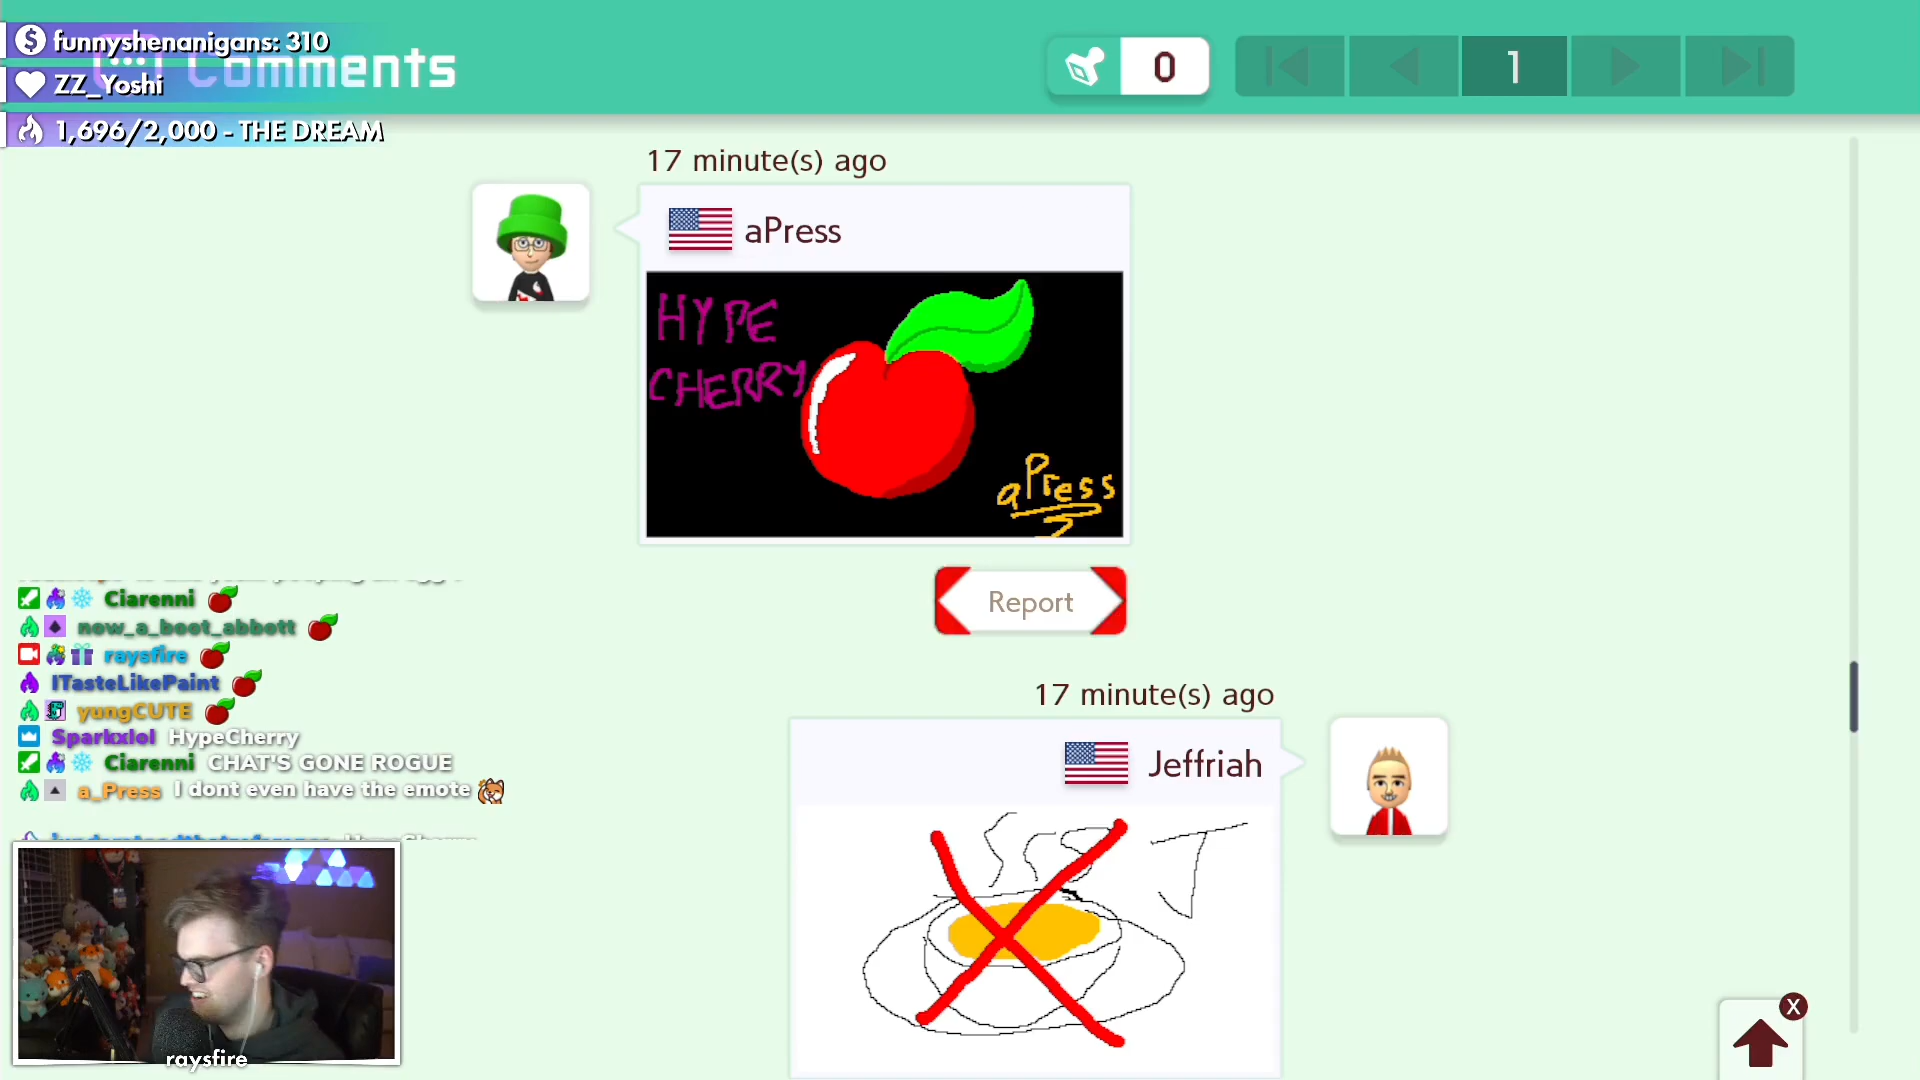 funnyshenanigans: 310
Comments
ZZ_Yoshi
1,696/2,000 - THE DREAM
0
1
17 minute(s) ago
aPress
HYPE
CHERRY
aPress
Report
17 minute(s) ago
Jeffriah
Ciarenni
now_a_boot_abbott
raysfire
ITasteLikePaint
yungCUTE
Sparkxlol HypeCherry
Ciarenni CHAT'S GONE ROGUE
a_Press I dont even have the emote
raysfire
X